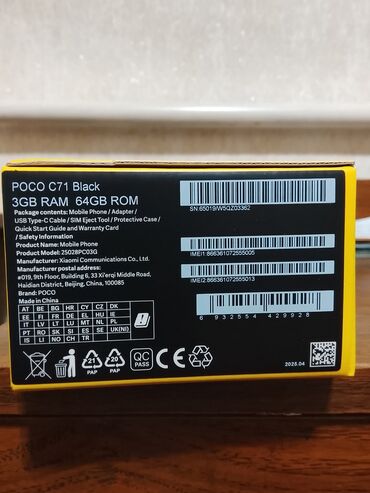 POCO C71 Black
3GB RAM 64GB ROM
Package contents: Mobile Phone / Adapter /
USB Type-C Cable / SIM Eject Tool / Protective Case /
Quick Start Guide and Warranty Card
/ Safety Information
Product Name: Mobile Phone
Product Model: 25028PC03G
Manufacturer: Xiaomi Communications Co., Ltd.
Manufacturer postal address:
#019, 9th Floor, Building 6, 33 Xi'erqi Middle Road,
Haidian District, Beijing, China, 100085
Brand: POCO
Made in China
SN:65019/W5QZ03362
IMEI1:866361072555005
IMEI2:866361072555013
6 932554 429928
AT BE BG HR CY CZ DK
EE FI FR DE EL HU IE
IT LV LT LU MT NL PL
PT RO SK SI ES SE UK(NI)
IS LI NO CH TR
21 PAP
20 PAP
QC PASS
2025.04